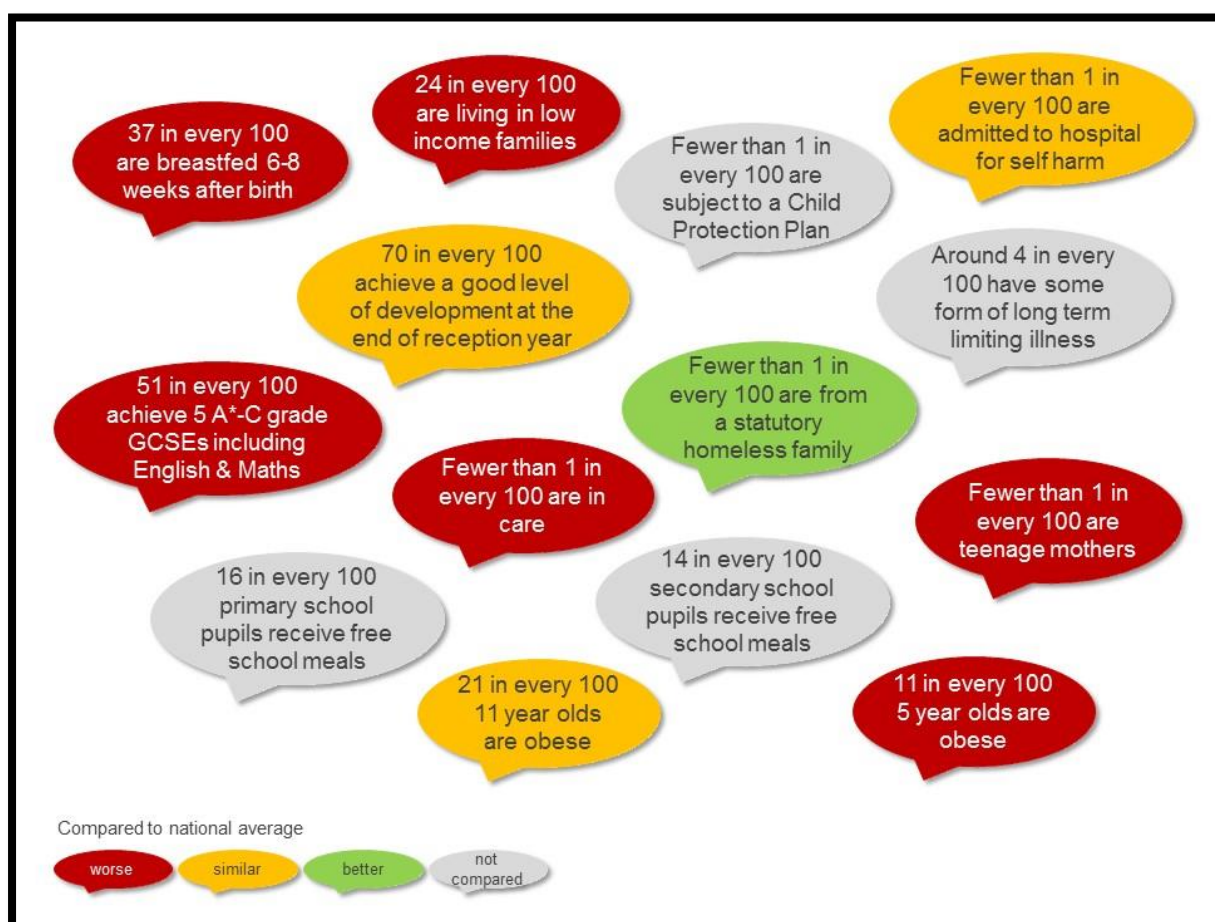 37 in every 100
are breastfed 6-8
weeks after birth
24 in every 100
are living in low
income families
Fewer than 1 in
every 100 are
subject to a Child
Protection Plan
Fewer than 1 in
every 100 are
admitted to hospital
for self harm
70 in every 100
achieve a good level
of development at the
end of reception year
Around 4 in every
100 have some
form of long term
limiting illness
51 in every 100
achieve 5 A*-C grade
GCSEs including
English & Maths
Fewer than 1 in
every 100 are from
a statutory
homeless family
Fewer than 1 in
every 100 are in
care
Fewer than 1 in
every 100 are
teenage mothers
16 in every 100
primary school
pupils receive free
school meals
14 in every 100
secondary school
pupils receive free
school meals
21 in every 100
11 year olds
are obese
11 in every 100
5 year olds are
obese
Compared to national average
worse
similar
better
not
compared